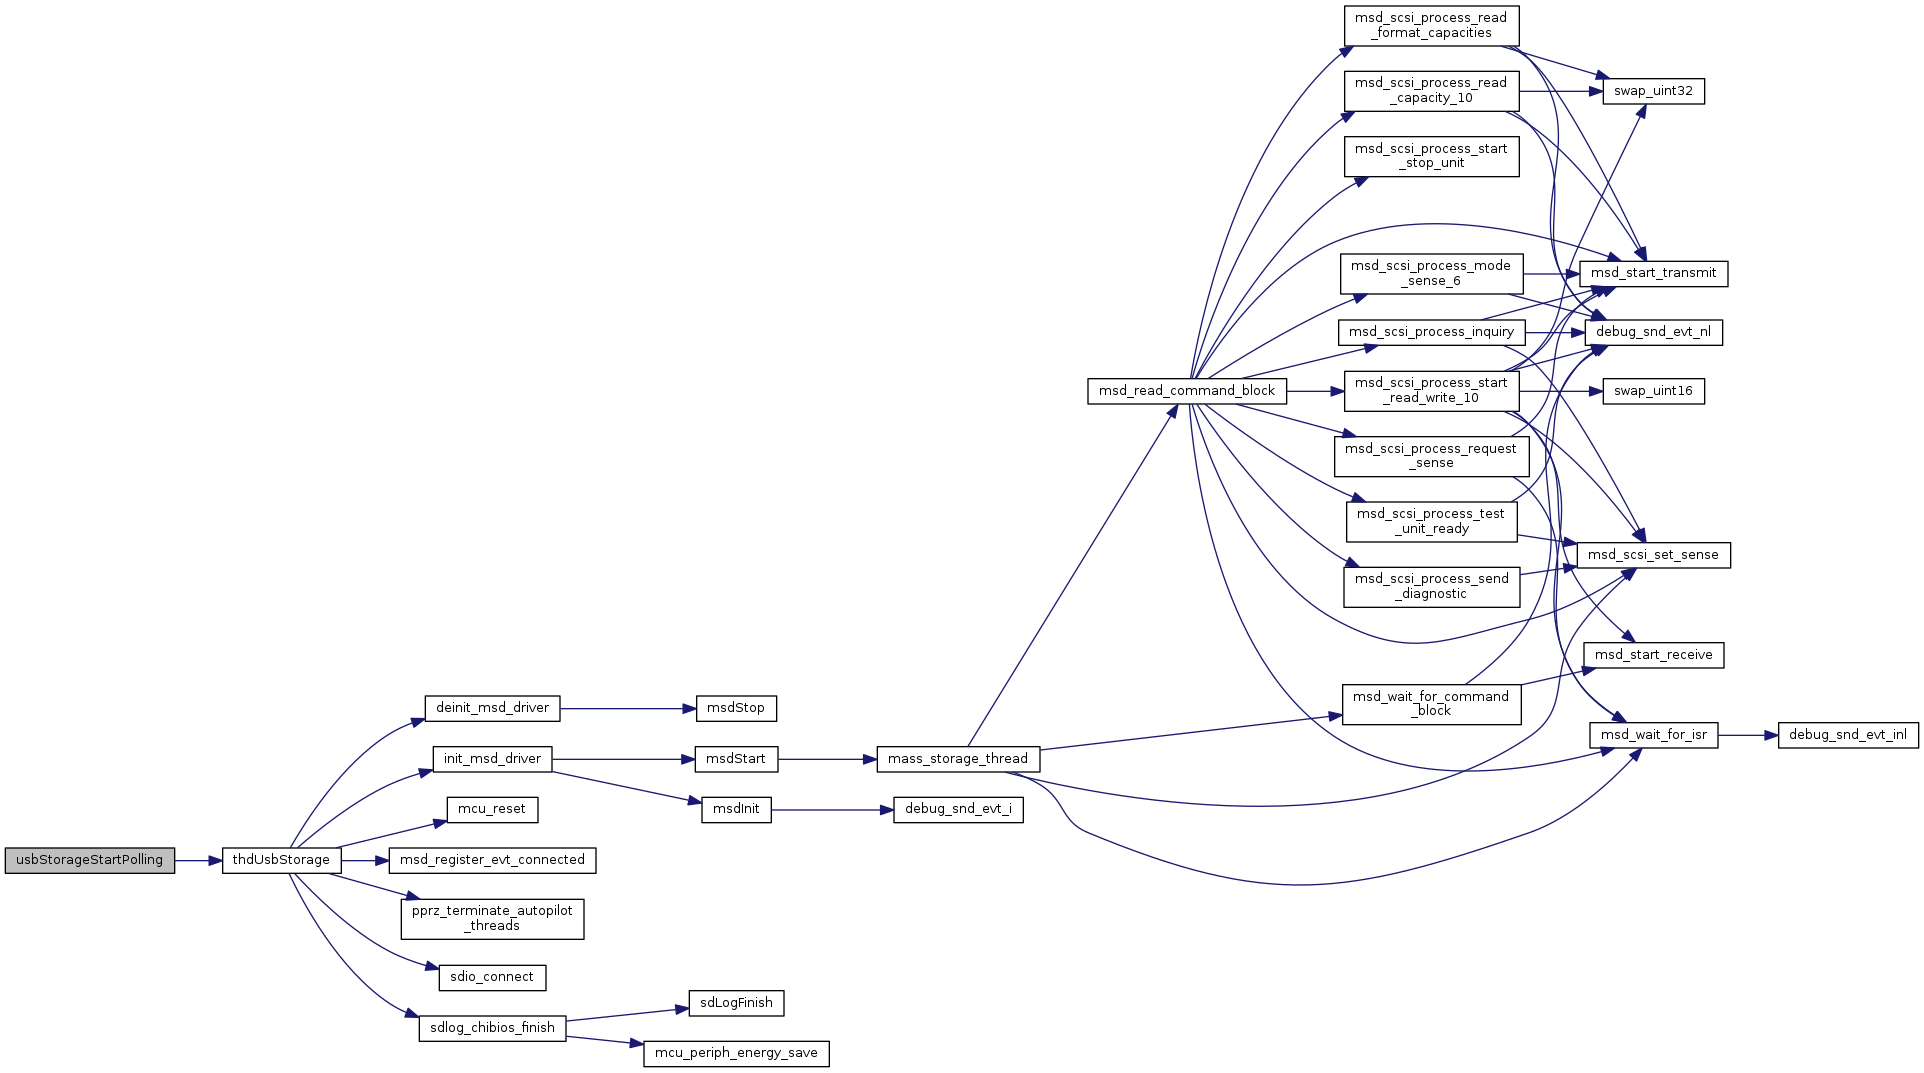 usbStorageStartPolling
thdUsbStorage
deinit_msd_driver
init_msd_driver
mcu_reset
msd_register_evt_connected
pprz_terminate_autopilot
_threads
sdio_connect
sdlog_chibios_finish
msdStop
msdStart
msdInit
sdLogFinish
mcu_periph_energy_save
mass_storage_thread
debug_snd_evt_i
msd_read_command_block
msd_scsi_process_read
_format_capacities
msd_scsi_process_read
_capacity_10
msd_scsi_process_start
_stop_unit
msd_scsi_process_mode
_sense_6
msd_scsi_process_inquiry
msd_scsi_process_start
_read_write_10
msd_scsi_process_request
_sense
msd_scsi_process_test
_unit_ready
msd_scsi_process_send
_diagnostic
msd_wait_for_command
_block
swap_uint32
msd_start_transmit
debug_snd_evt_nl
swap_uint16
msd_scsi_set_sense
msd_start_receive
msd_wait_for_isr
debug_snd_evt_inl